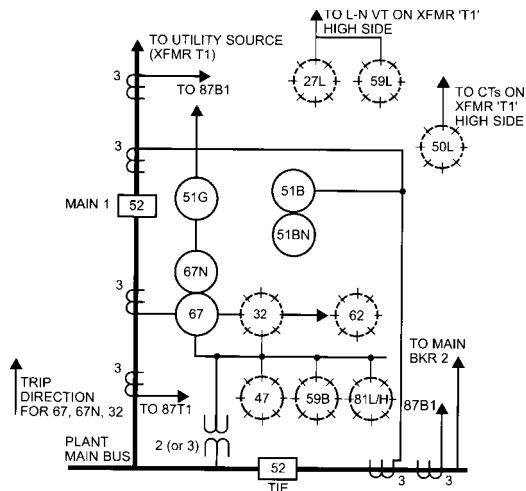 TO UTILITY SOURCE
(XFMR T1)
TO L-N VT ON XFMR 'T1'
HIGH SIDE
3
TO 87B1
27L
59L
TO CTs ON
XFMR 'T1'
HIGH SIDE
50L
3
MAIN 1
52
51G
51B
51BN
67N
3
67
32
62
TO MAIN
BKR 2
3
TRIP
DIRECTION
FOR 67, 67N, 32
TO 87T1
47
59B
81L/H
87B1
PLANT
MAIN BUS
2 (or 3)
52
TIE
3
3